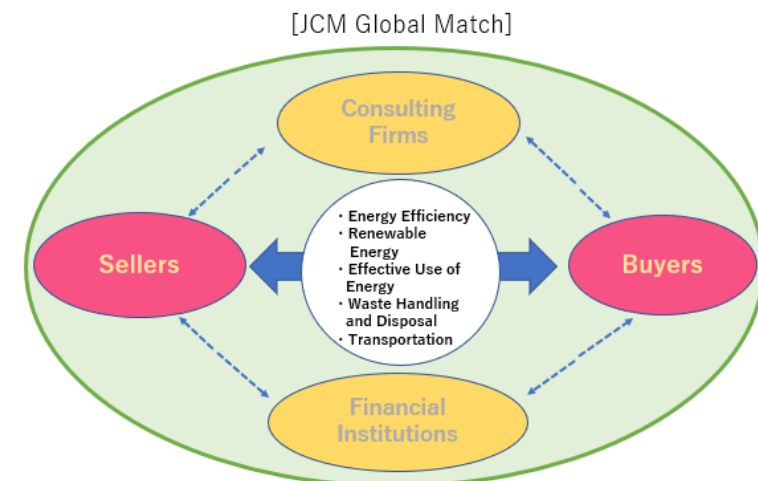 [JCM Global Match]
Consulting
Firms
・Energy Efficiency
・Renewable
Energy
・Effective Use of
Energy
・Waste Handling
and Disposal
・Transportation
Sellers
Buyers
Financial
Institutions